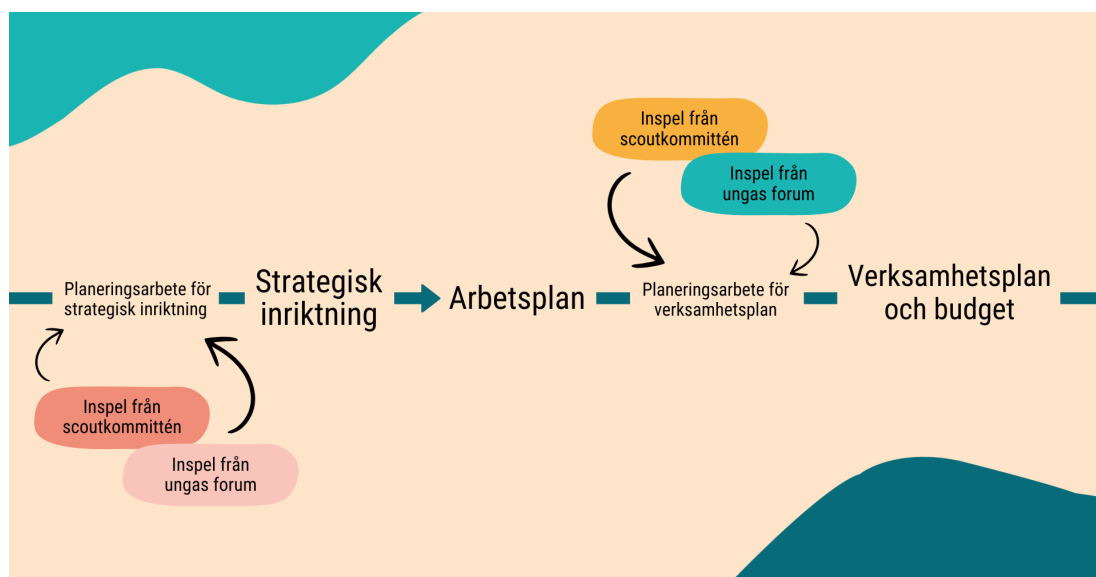 Inspel från
scoutkommittén
Inspel från
ungas forum
Planeringsarbete för
strategisk inriktning
Strategisk
inriktning
Arbetsplan
Planeringsarbete för
verksamhetsplan
Verksamhetsplan
och budget
Inspel från
scoutkommittén
Inspel från
ungas forum